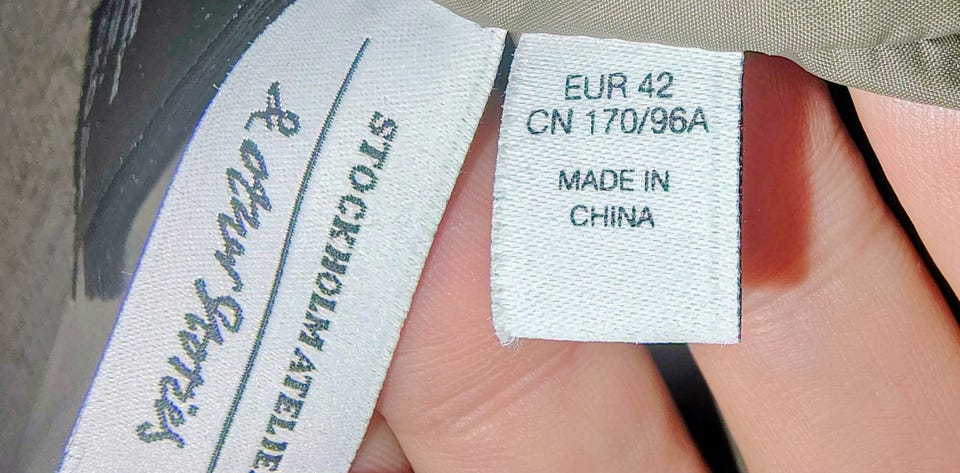 & other Stories
STOCKHOLM ATELIE
EUR 42
CN 170/96A
MADE IN
CHINA